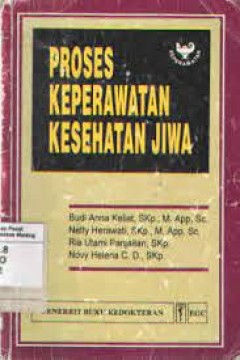 KEPERAWATAN
PROSES
KEPERAWATAN
KESEHATAN JIWA
Budi Anna Keliat, SKp., M. App, Sc.
Netty Herawati, SKp., M. App, Sc.
Ria Utami Panjaitan, SKp.
Novy Helena C. D., SKp.
PENERBIT BUKU KEDOKTERAN
EGC